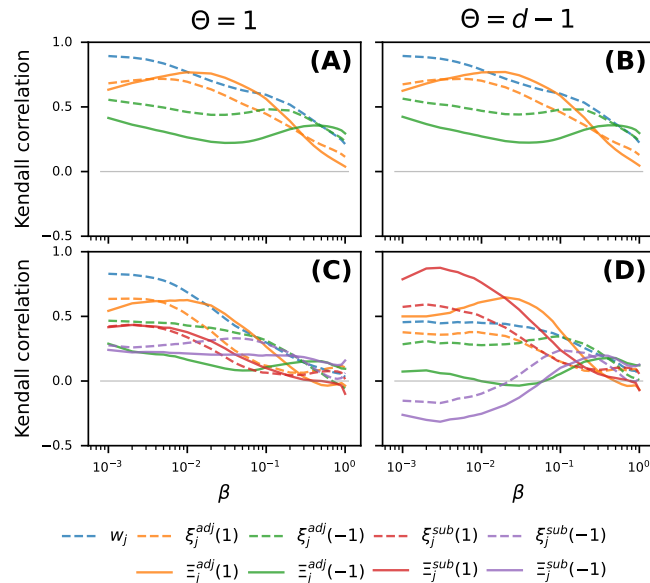 Θ = 1
Θ = d − 1
Kendall correlation
1.0
0.5
0.0
−0.5
(A)
(B)
Kendall correlation
1.0
0.5
0.0
−0.5
(C)
(D)
10⁻³ 10⁻² 10⁻¹ 10⁰
10⁻³ 10⁻² 10⁻¹ 10⁰
β
β
w_j ξ_j^{adj}(1) ξ_j^{adj}(−1) ξ_j^{sub}(1) ξ_j^{sub}(−1)
Ξ_j^{adj}(1) Ξ_j^{adj}(−1) Ξ_j^{sub}(1) Ξ_j^{sub}(−1)